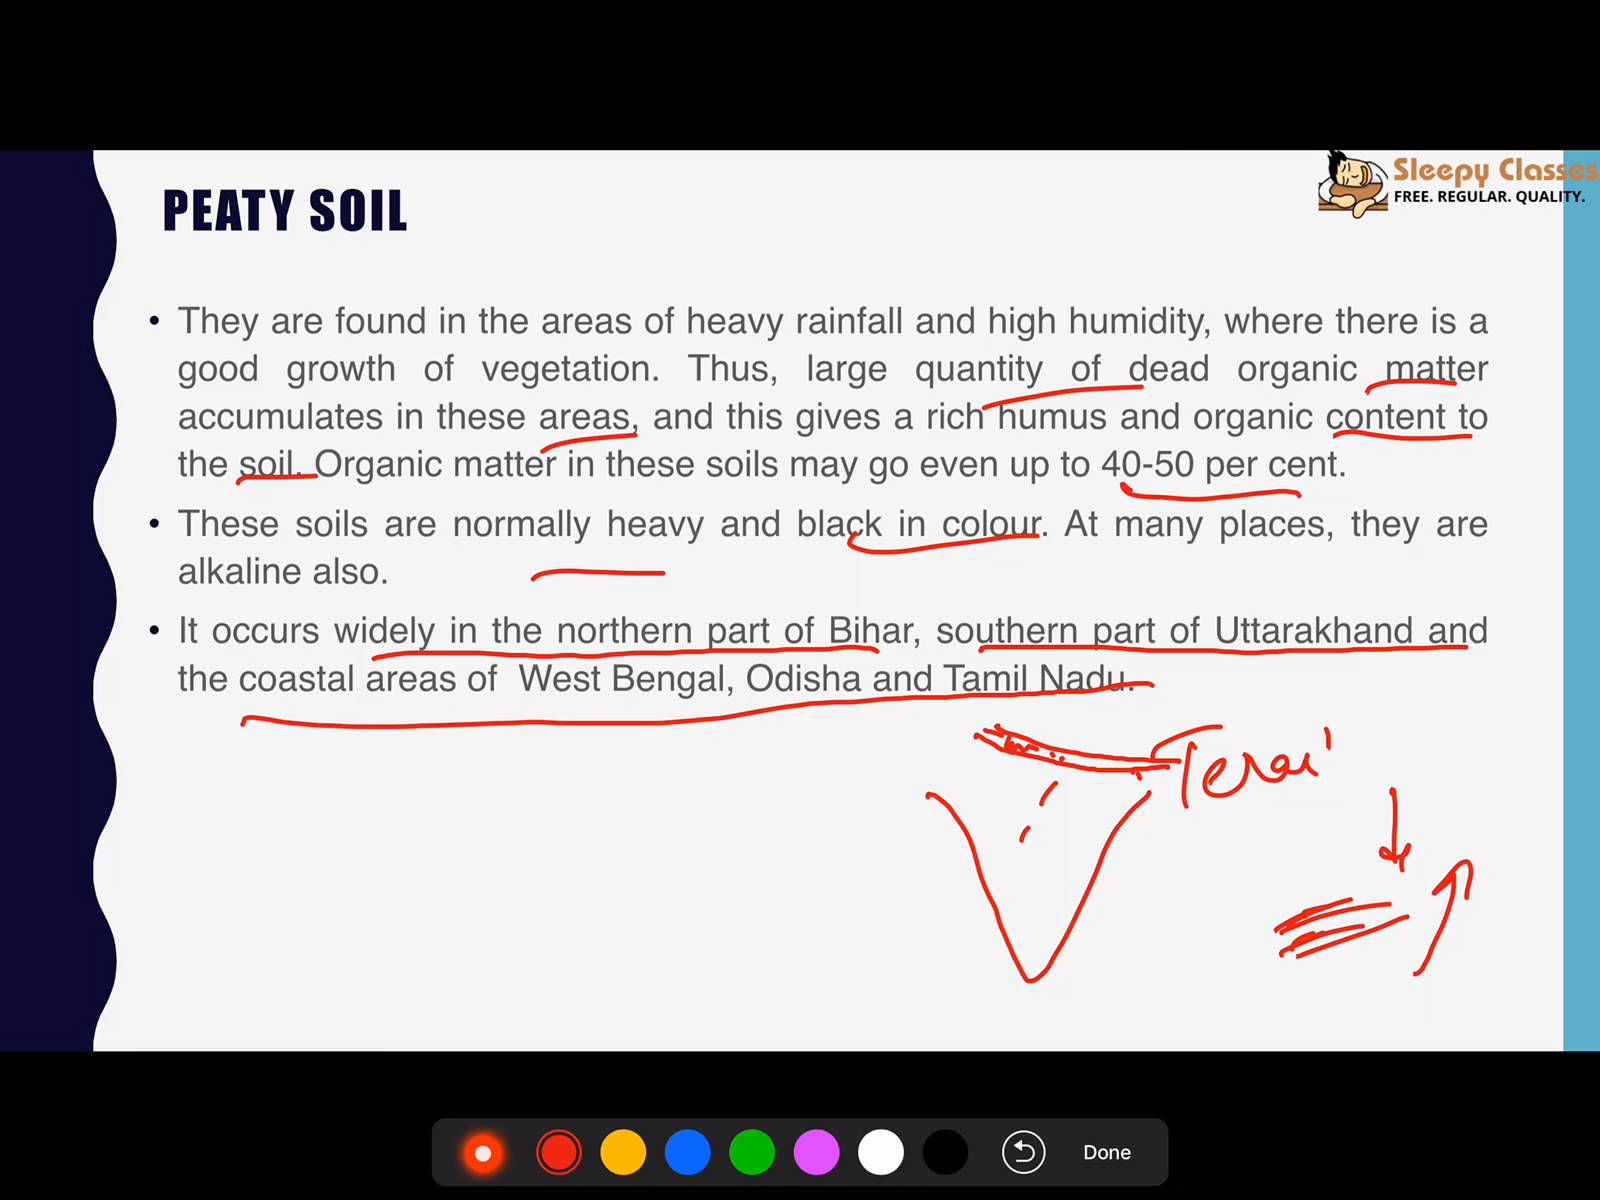 Sleepy Classes
FREE. REGULAR. QUALITY.
PEATY SOIL
• They are found in the areas of heavy rainfall and high humidity, where there is a
good growth of vegetation. Thus, large quantity of dead organic matter
accumulates in these areas, and this gives a rich humus and organic content to
the soil. Organic matter in these soils may go even up to 40-50 per cent.
• These soils are normally heavy and black in colour. At many places, they are
alkaline also.
• It occurs widely in the northern part of Bihar, southern part of Uttarakhand and
the coastal areas of West Bengal, Odisha and Tamil Nadu.
Terai
Done